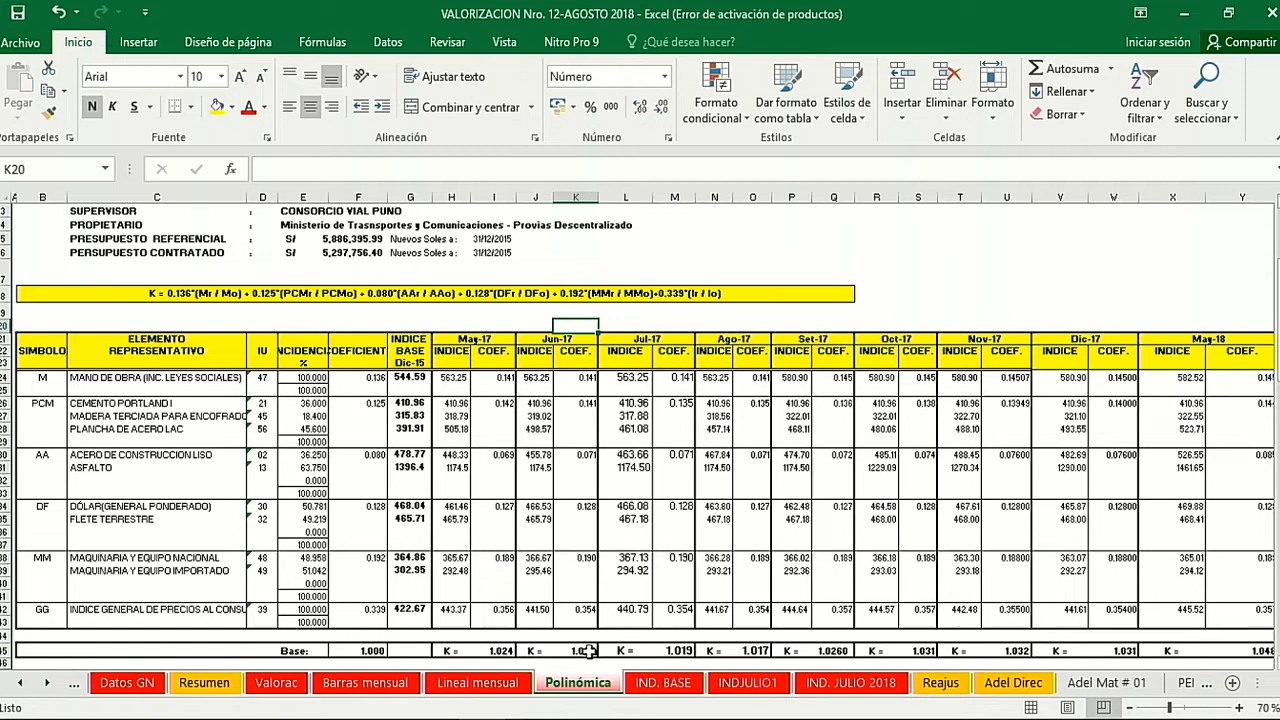 VALORIZACION Nro. 12-AGOSTO 2018 - Excel (Error de activación de productos)
Archivo Inicio Insertar Diseño de página Fórmulas Datos Revisar Vista Nitro Pro 9 ¿Qué desea hacer? Iniciar sesión Compartir
Pegar Arial 10 Ajustar texto Número Autosuma
N K S Combinar y centrar % 000 Formato condicional Dar formato como tabla Estilos de celda Insertar Eliminar Formato Rellenar Borrar Ordenar y filtrar Buscar y seleccionar
Portapapeles Fuente Alineación Número Estilos Celdas Modificar
K20 fx
A B C D E F G H I J K L M N O P Q R S T U V W X Y
SUPERVISOR : CONSORCIO VIAL PUNO
PROPIETARIO : Ministerio de Trasnsportes y Comunicaciones - Provias Descentralizado
PRESUPUESTO REFERENCIAL : S/ 5,886,395.99 Nuevos Soles a : 31/12/2015
PERSUPUESTO CONTRATADO : S/ 5,297,756.40 Nuevos Soles a : 31/12/2015
K = 0.136*(Mr / Mo) + 0.125*(PCMr / PCMo) + 0.080*(AAr / AAo) + 0.128*(DFr / DFo) + 0.192*(MMr / MMo)+0.339*(Ir / Io)
SIMBOLO ELEMENTO REPRESENTATIVO IU NCIDENCI % OEFICIENT INDICE BASE Dic-15 May-17 Jun-17 Jul-17 Ago-17 Set-17 Oct-17 Nov-17 Dic-17 May-18
INDICE COEF. INDICE COEF. INDICE COEF. INDICE COEF. INDICE COEF. INDICE COEF. INDICE COEF. INDICE COEF. INDICE COEF.
M MANO DE OBRA (INC. LEYES SOCIALES) 47 100.000 0.136 544.59 563.25 0.141 563.25 0.141 563.25 0.141 563.25 0.141 580.90 0.145 580.90 0.145 580.90 0.14507 580.90 0.14500 582.52 0.145
100.000
PCM CEMENTO PORTLAND I 21 36.000 0.125 410.96 410.96 0.142 410.96 0.141 410.96 0.135 410.96 0.135 410.96 0.136 410.96 0.138 410.96 0.13949 410.96 0.14000 410.96 0.14
MADERA TERCIADA PARA ENCOFRADO 45 18.400 315.83 318.79 319.02 317.88 318.56 322.01 322.01 322.01 321.10 322.55
PLANCHA DE ACERO LAC 56 45.600 391.91 505.18 498.57 461.08 457.14 468.11 480.06 488.10 493.55 523.71
100.000
AA ACERO DE CONSTRUCCION LISO 02 36.250 0.080 478.77 448.33 0.069 455.78 0.071 463.66 0.071 467.84 0.071 474.70 0.072 485.11 0.074 488.45 0.07600 482.69 0.07600 526.55 0.08
ASFALTO 13 63.750 1396.4 1174.5 1174.5 1174.50 1174.50 1174.50 1229.09 1270.34 1290.00 1461.65
0.000
100.000
DF DÓLAR(GENERAL PONDERADO) 30 50.781 0.128 468.04 461.46 0.127 466.53 0.128 466.08 0.128 463.80 0.127 462.48 0.127 464.58 0.128 467.61 0.12800 465.87 0.12800 469.88 0.128
FLETE TERRESTRE 32 49.219 465.71 465.79 465.79 467.18 467.18 467.18 468.00 468.00 468.00 468.41
0.000
100.000
MM MAQUINARIA Y EQUIPO NACIONAL 48 48.958 0.192 364.86 365.67 0.189 366.67 0.190 367.13 0.190 366.28 0.189 366.02 0.189 366.18 0.189 363.30 0.18800 363.07 0.18800 365.01 0.18
MAQUINARIA Y EQUIPO IMPORTADO 49 51.042 302.95 292.48 295.46 294.92 293.21 292.36 293.03 293.18 292.27 294.12
0.000
100.000
GG INDICE GENERAL DE PRECIOS AL CONSU 39 100.000 0.339 422.67 443.37 0.356 441.50 0.354 440.79 0.354 441.67 0.354 444.64 0.357 444.57 0.357 442.48 0.35500 441.61 0.35400 445.52 0.357
100.000
Base: 1.000 K = 1.024 K = K = 1.019 K = 1.017 K = 1.0260 K = 1.031 K = 1.032 K = 1.031 K = 1.048
... Datos GN Resumen Valorac Barras mensual Lineal mensual Polinómica IND. BASE INDJULIO1 IND. JULIO 2018 Reajus Adel Direc Adel Mat # 01 PEI ...
Listo 70 %